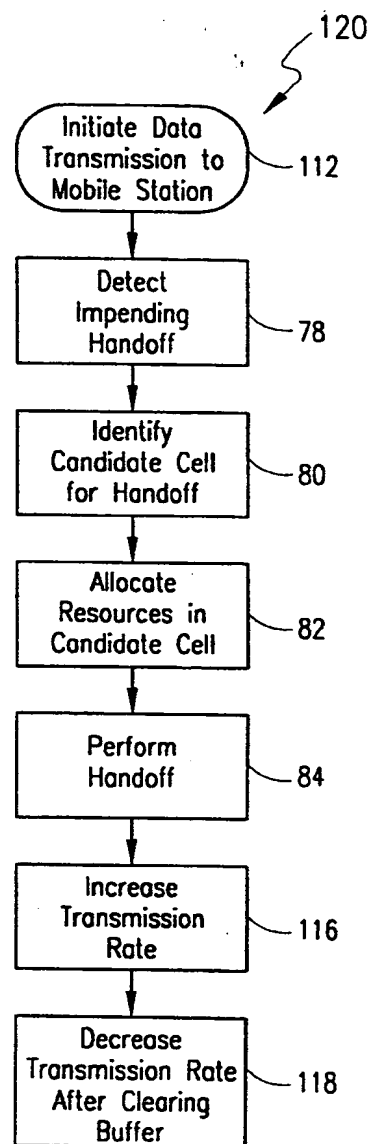 120
Initiate Data
Transmission to
Mobile Station
112
Detect
Impending
Handoff
78
Identify
Candidate Cell
for Handoff
80
Allocate
Resources in
Candidate Cell
82
Perform
Handoff
84
Increase
Transmission
Rate
116
Decrease
Transmission Rate
After Clearing
Buffer
118